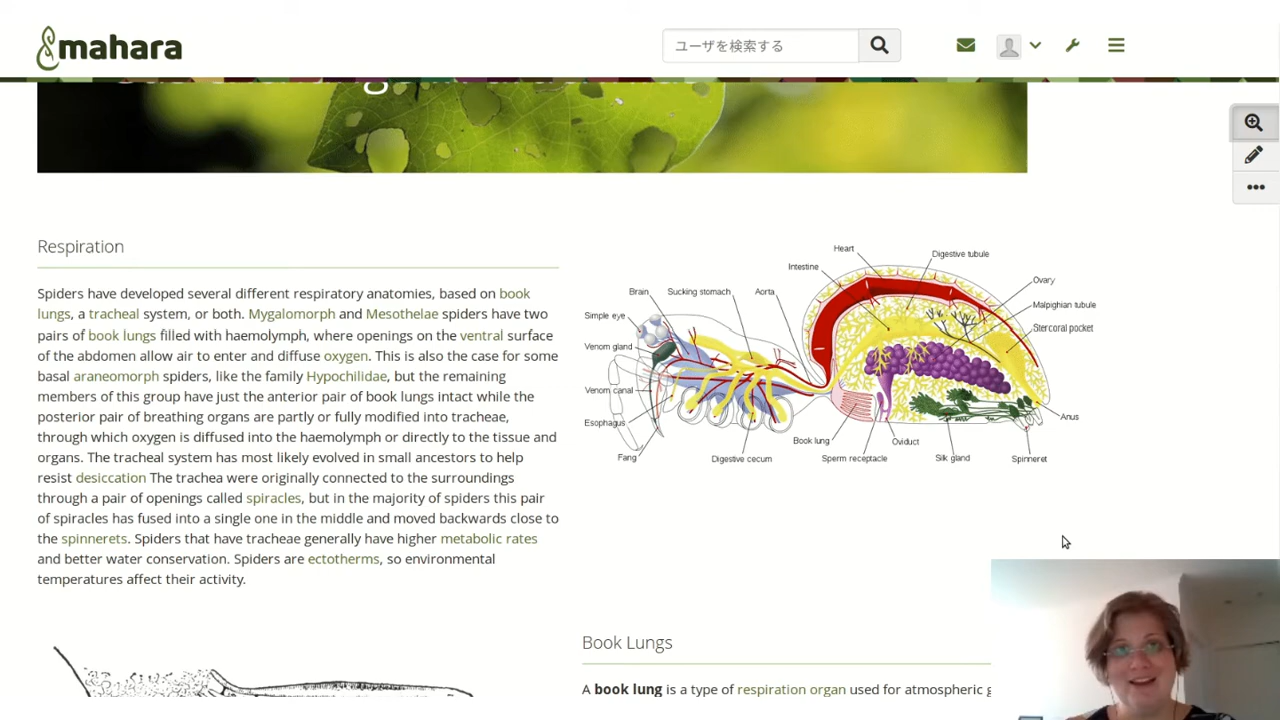 mahara
ユーザを検索する
Respiration
Spiders have developed several different respiratory anatomies, based on book
lungs, a tracheal system, or both. Mygalomorph and Mesothelae spiders have two
pairs of book lungs filled with haemolymph, where openings on the ventral surface
of the abdomen allow air to enter and diffuse oxygen. This is also the case for some
basal araneomorph spiders, like the family Hypochilidae, but the remaining
members of this group have just the anterior pair of book lungs intact while the
posterior pair of breathing organs are partly or fully modified into tracheae,
through which oxygen is diffused into the haemolymph or directly to the tissue and
organs. The tracheal system has most likely evolved in small ancestors to help
resist desiccation The trachea were originally connected to the surroundings
through a pair of openings called spiracles, but in the majority of spiders this pair
of spiracles has fused into a single one in the middle and moved backwards close to
the spinnerets. Spiders that have tracheae generally have higher metabolic rates
and better water conservation. Spiders are ectotherms, so environmental
temperatures affect their activity.
Heart
Digestive tubule
Intestine
Ovary
Brain
Sucking stomach
Aorta
Malpighian tubule
Simple eye
Stercoral pocket
Venom gland
Venom canal
Esophagus
Anus
Book lung
Oviduct
Fang
Digestive cecum
Sperm receptacle
Silk gland
Spinneret
Book Lungs
A book lung is a type of respiration organ used for atmospheric g